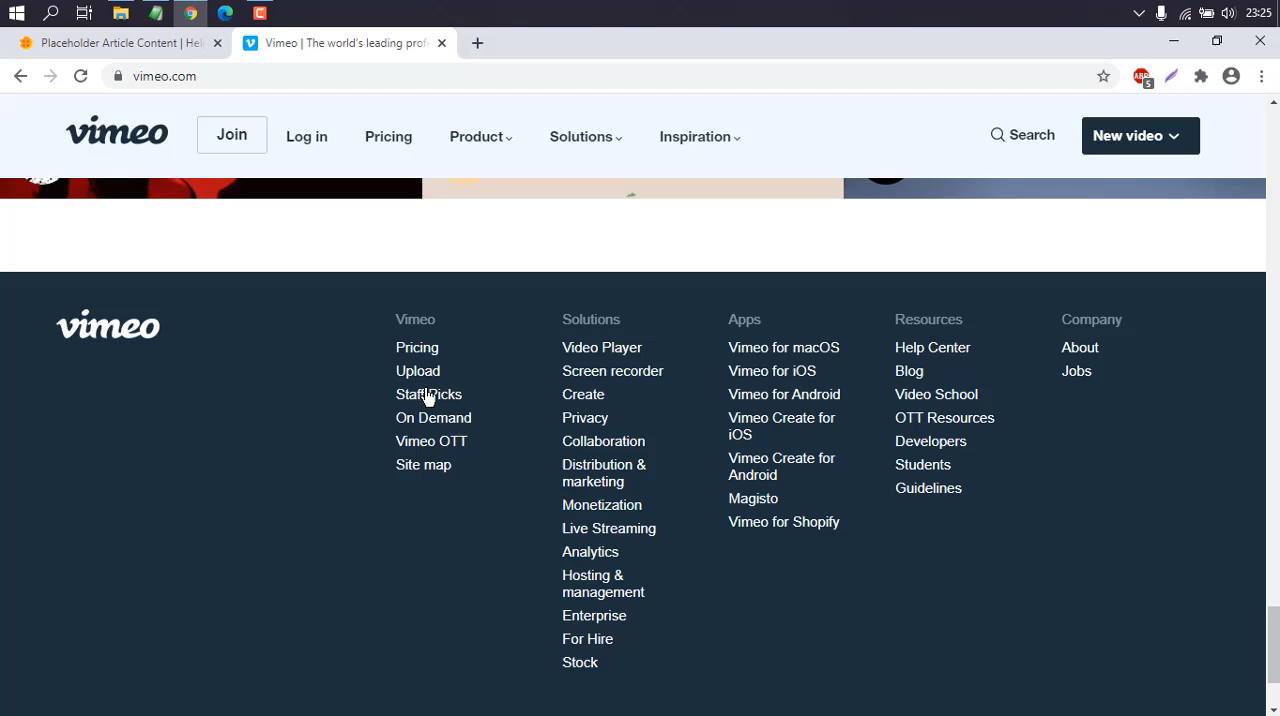 23:25
Placeholder Article Content | Hel
Vimeo | The world's leading prof
vimeo.com
ABP
5
vimeo
Join
Log in
Pricing
Product
Solutions
Inspiration
Search
New video
vimeo
Vimeo
Pricing
Upload
Staff Picks
On Demand
Vimeo OTT
Site map
Solutions
Video Player
Screen recorder
Create
Privacy
Collaboration
Distribution &
marketing
Monetization
Live Streaming
Analytics
Hosting &
management
Enterprise
For Hire
Stock
Apps
Vimeo for macOS
Vimeo for iOS
Vimeo for Android
Vimeo Create for
iOS
Vimeo Create for
Android
Magisto
Vimeo for Shopify
Resources
Help Center
Blog
Video School
OTT Resources
Developers
Students
Guidelines
Company
About
Jobs